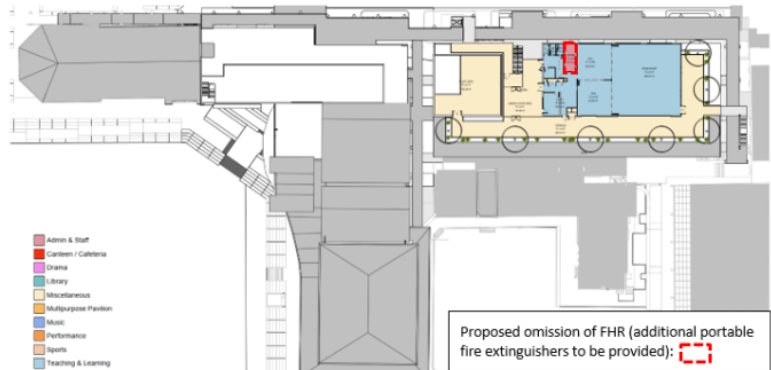 Admin & Staff
Canteen / Cafeteria
Drama
Library
Miscellaneous
Multipurpose Pavilion
Music
Performance
Sports
Teaching & Learning
Proposed omission of FHR (additional portable
fire extinguishers to be provided):